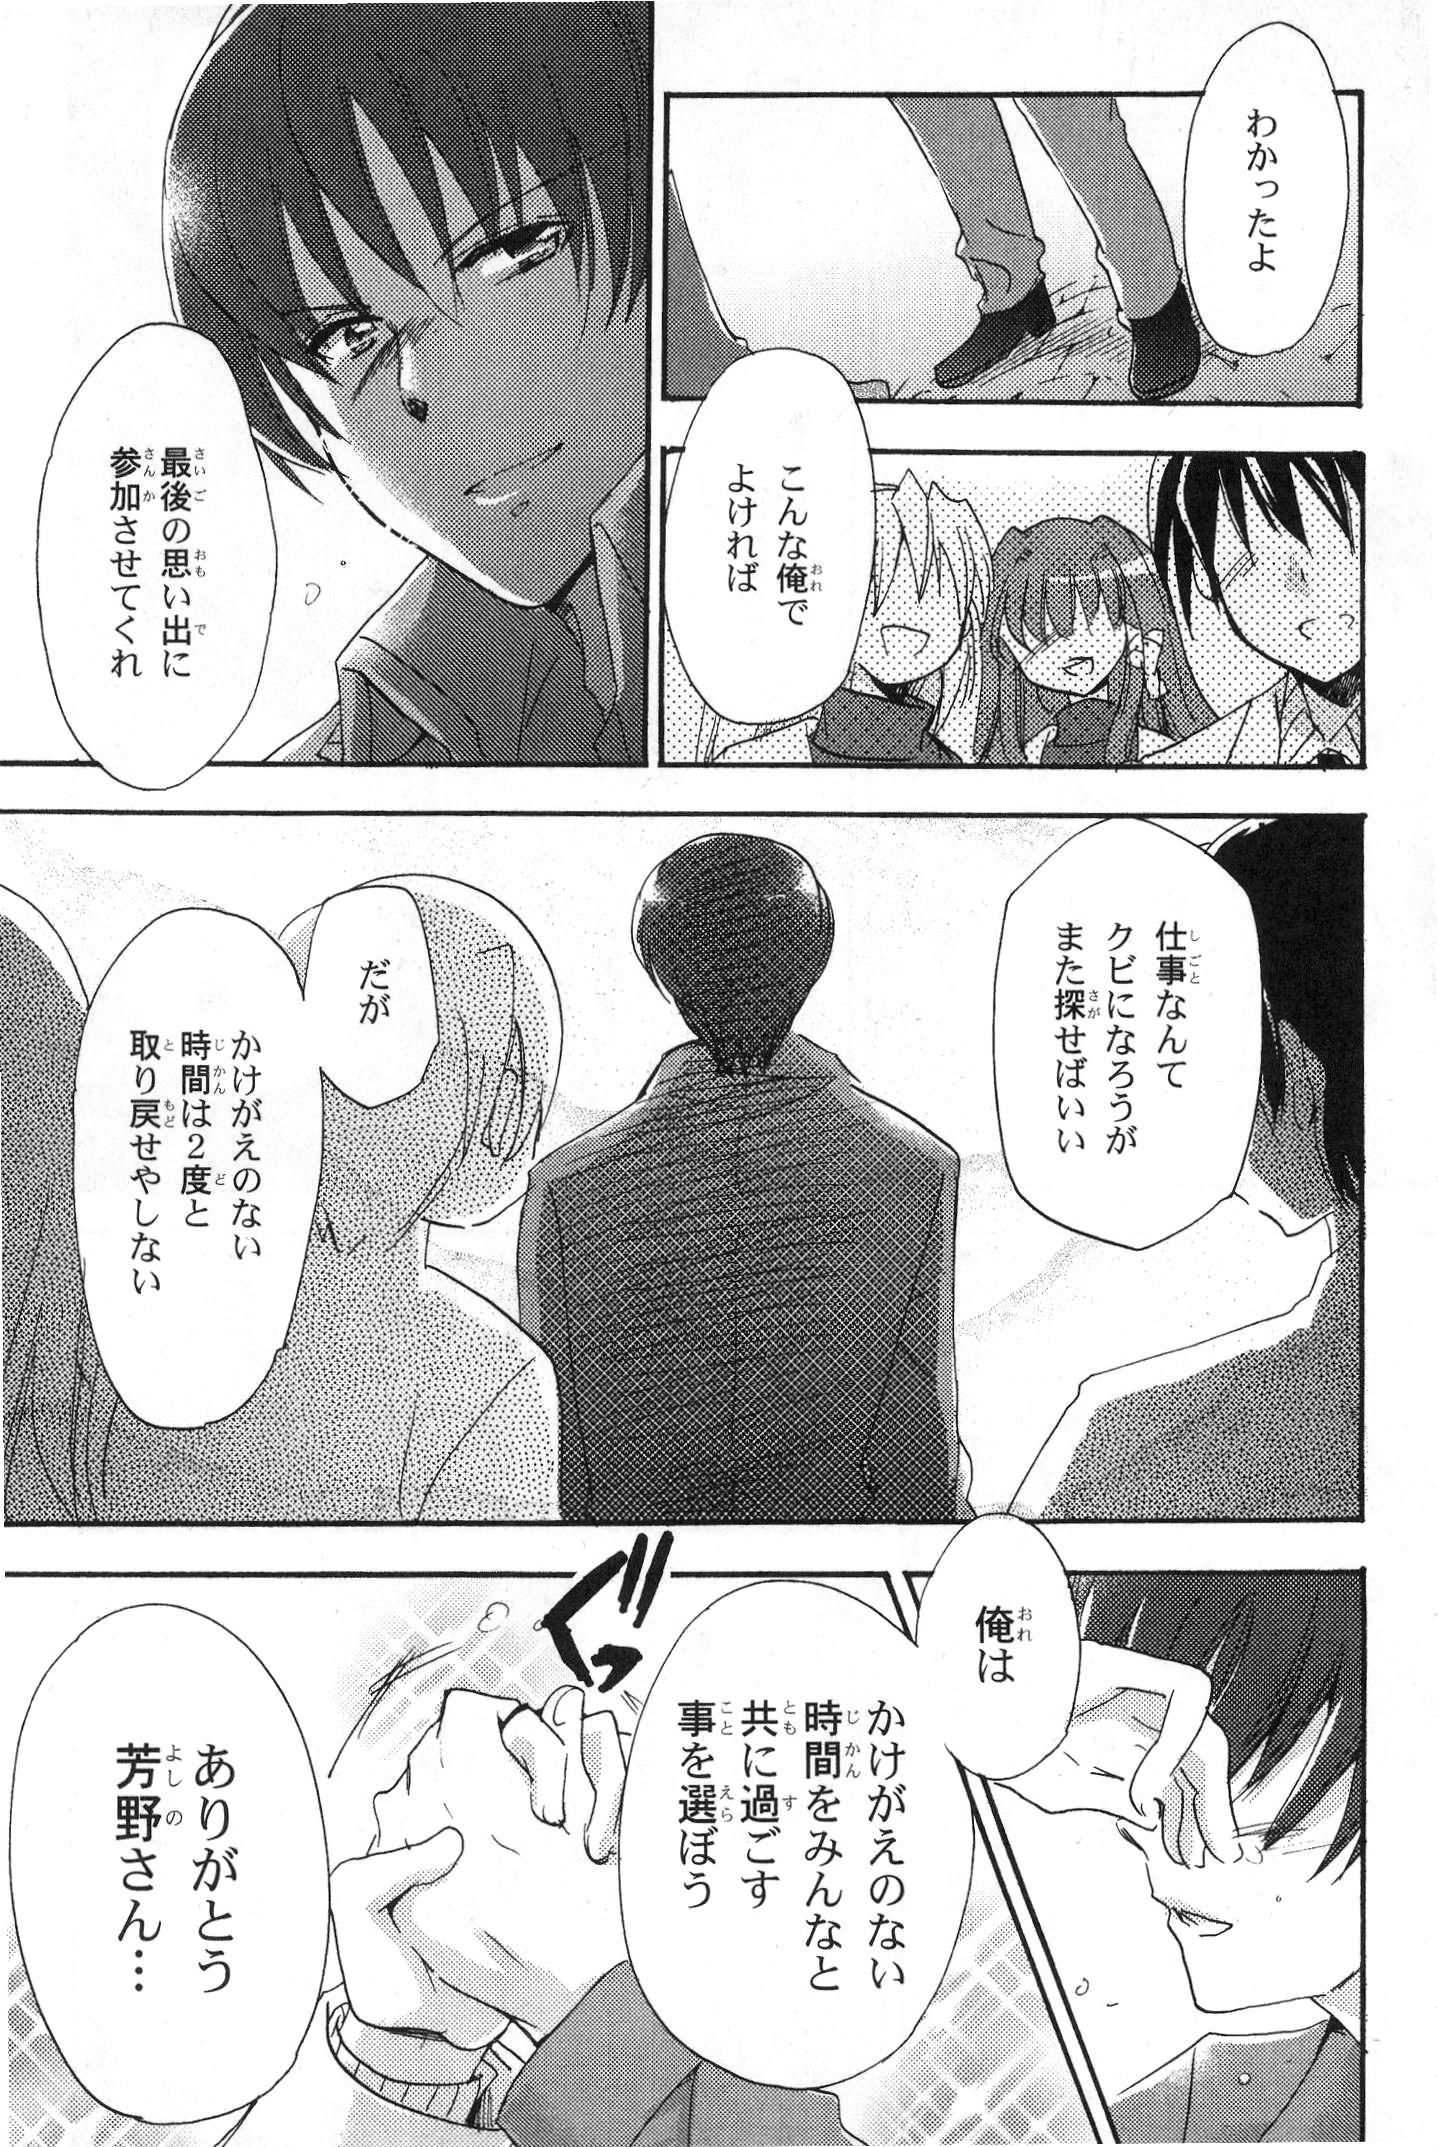 わかったよ
こんな俺で
よければ
最後の思い出に
参加させてくれ
仕事なんて
クビになろうが
また探せばいい
だが
かけがえのない
時間は2度と
取り戻せやしない
俺は
かけがえのない
時間をみんなと
共に過ごす
事を選ぼう
グッ
ありがとう
芳野さん…